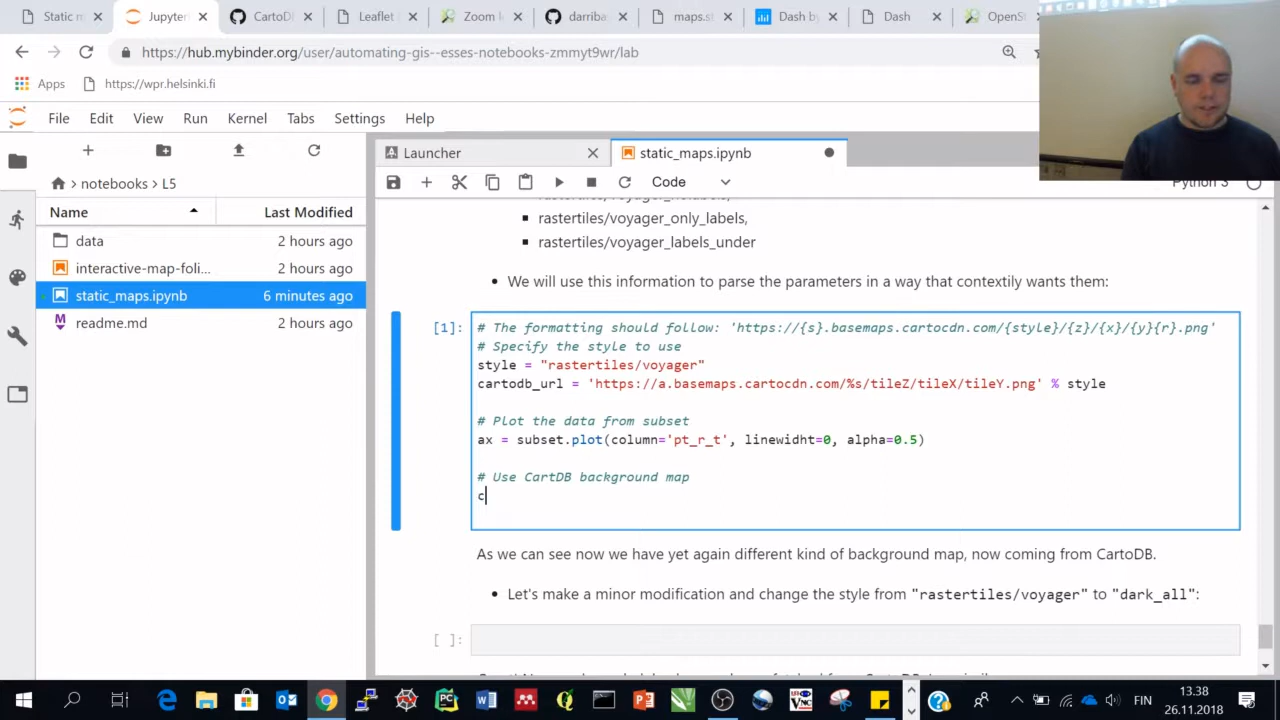 Static m
Jupyter
CartoDB
Leaflet
Zoom l
darriba
maps.st
Dash by
Dash
OpenSt
https://hub.mybinder.org/user/automating-gis--esses-notebooks-zmmyt9wr/lab
Apps
https://wpr.helsinki.fi
File Edit View Run Kernel Tabs Settings Help
Launcher
static_maps.ipynb
Code
Python 3
notebooks > L5
Name
Last Modified
data 2 hours ago
interactive-map-foli... 2 hours ago
static_maps.ipynb 6 minutes ago
readme.md 2 hours ago
rastertiles/voyager_only_labels,
rastertiles/voyager_labels_under
We will use this information to parse the parameters in a way that contextily wants them:
[1]:
# The formatting should follow: 'https://{s}.basemaps.cartocdn.com/{style}/{z}/{x}/{y}{r}.png'
# Specify the style to use
style = "rastertiles/voyager"
cartodb_url = 'https://a.basemaps.cartocdn.com/%s/tileZ/tileX/tileY.png' % style
# Plot the data from subset
ax = subset.plot(column='pt_r_t', linewidht=0, alpha=0.5)
# Use CartDB background map
c
As we can see now we have yet again different kind of background map, now coming from CartoDB.
Let's make a minor modification and change the style from "rastertiles/voyager" to "dark_all":
[ ]:
FIN
13.38
26.11.2018